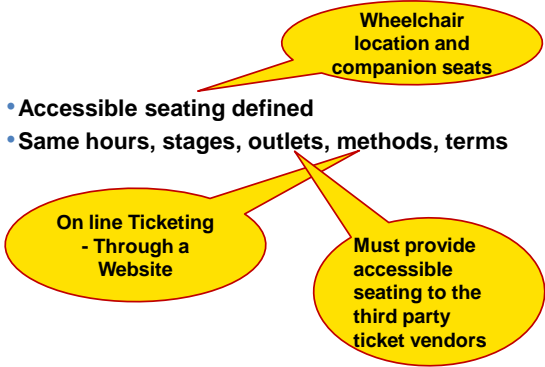 Wheelchair
location and
companion seats
•Accessible seating defined
•Same hours, stages, outlets, methods, terms
On line Ticketing
- Through a
Website
Must provide
accessible
seating to the
third party
ticket vendors